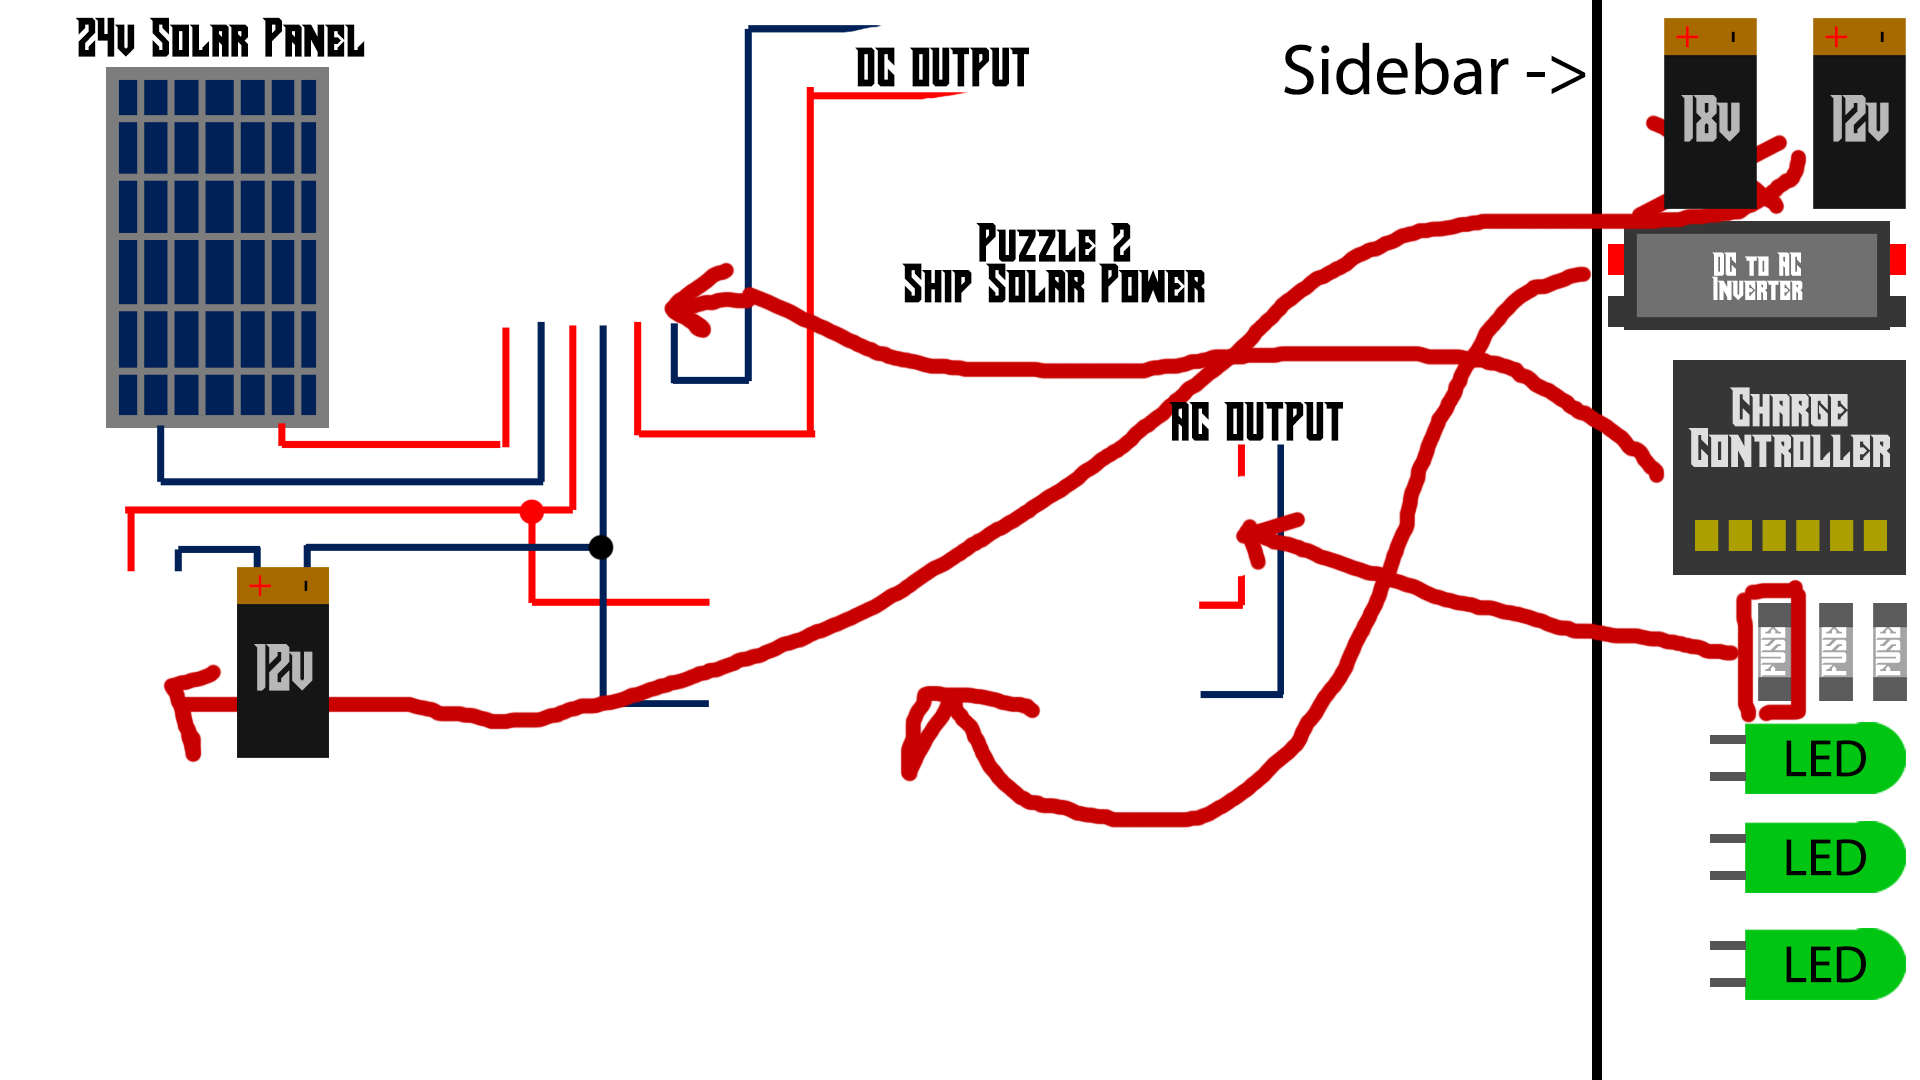 24v Solar Panel
DC Output
Sidebar ->
18v
12v
Puzzle 2
Ship Solar Power
DC to AC
Inverter
AC Output
Charge
Controller
12v
FUSE
FUSE
FUSE
LED
LED
LED